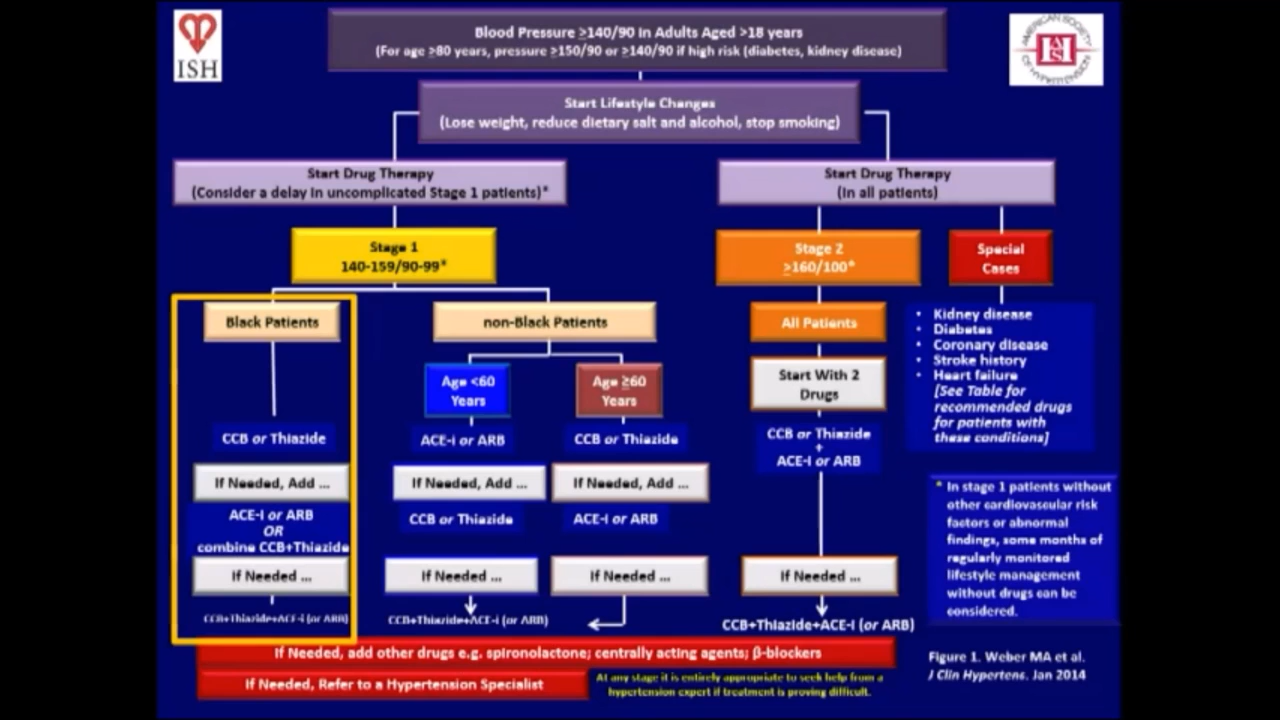 ISH
AMERICAN SOCIETY
OF HYPERTENSION
Blood Pressure ≥140/90 in Adults Aged >18 years
(For age ≥80 years, pressure ≥150/90 or ≥140/90 if high risk (diabetes, kidney disease)
Start Lifestyle Changes
(Lose weight, reduce dietary salt and alcohol, stop smoking)
Start Drug Therapy
(Consider a delay in uncomplicated Stage 1 patients)*
Start Drug Therapy
(in all patients)
Stage 1
140-159/90-99*
Stage 2
≥160/100*
Special
Cases
Black Patients
non-Black Patients
All Patients
• Kidney disease
• Diabetes
• Coronary disease
• Stroke history
• Heart failure
[See Table for
recommended drugs
for patients with
these conditions]
Age <60
Years
Age ≥60
Years
Start With 2
Drugs
CCB or Thiazide
ACE-i or ARB
CCB or Thiazide
CCB or Thiazide
+
ACE-i or ARB
If Needed, Add ...
If Needed, Add ...
If Needed, Add ...
ACE-i or ARB
OR
combine CCB+Thiazide
CCB or Thiazide
ACE-i or ARB
* In stage 1 patients without
other cardiovascular risk
factors or abnormal
findings, some months of
regularly monitored
lifestyle management
without drugs can be
considered.
If Needed ...
If Needed ...
If Needed ...
If Needed ...
CCB+Thiazide+ACE-i (or ARB)
CCB+Thiazide+ACE-i (or ARB)
CCB+Thiazide+ACE-i (or ARB)
If Needed, add other drugs e.g. spironolactone; centrally acting agents; β-blockers
If Needed, Refer to a Hypertension Specialist
At any stage it is entirely appropriate to seek help from a
hypertension expert if treatment is proving difficult.
Figure 1. Weber MA et al.
J Clin Hypertens. Jan 2014